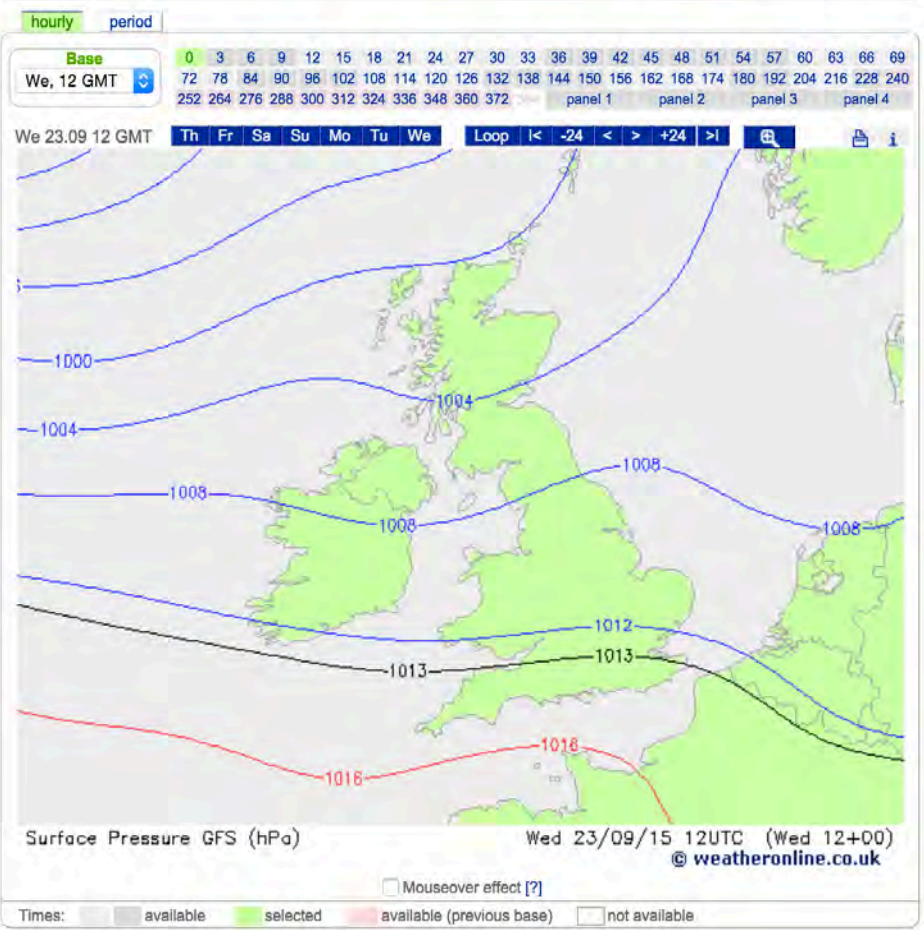 hourly period
Base
We, 12 GMT
0 3 6 9 12 15 18 21 24 27 30 33 36 39 42 45 48 51 54 57 60 63 66 69
72 78 84 90 96 102 108 114 120 126 132 138 144 150 156 162 168 174 180 192 204 216 228 240
252 264 276 288 300 312 324 336 348 360 372 panel 1 panel 2 panel 3 panel 4
We 23.09 12 GMT Th Fr Sa Su Mo Tu We Loop I< -24 < > +24 >I i
1000
1004
1004
1008
1008
1008
1008
1012
1013
1013
1016
1016
Surface Pressure GFS (hPa) Wed 23/09/15 12UTC (Wed 12+00)
© weatheronline.co.uk
Mouseover effect [?]
Times: available selected available (previous base) not available